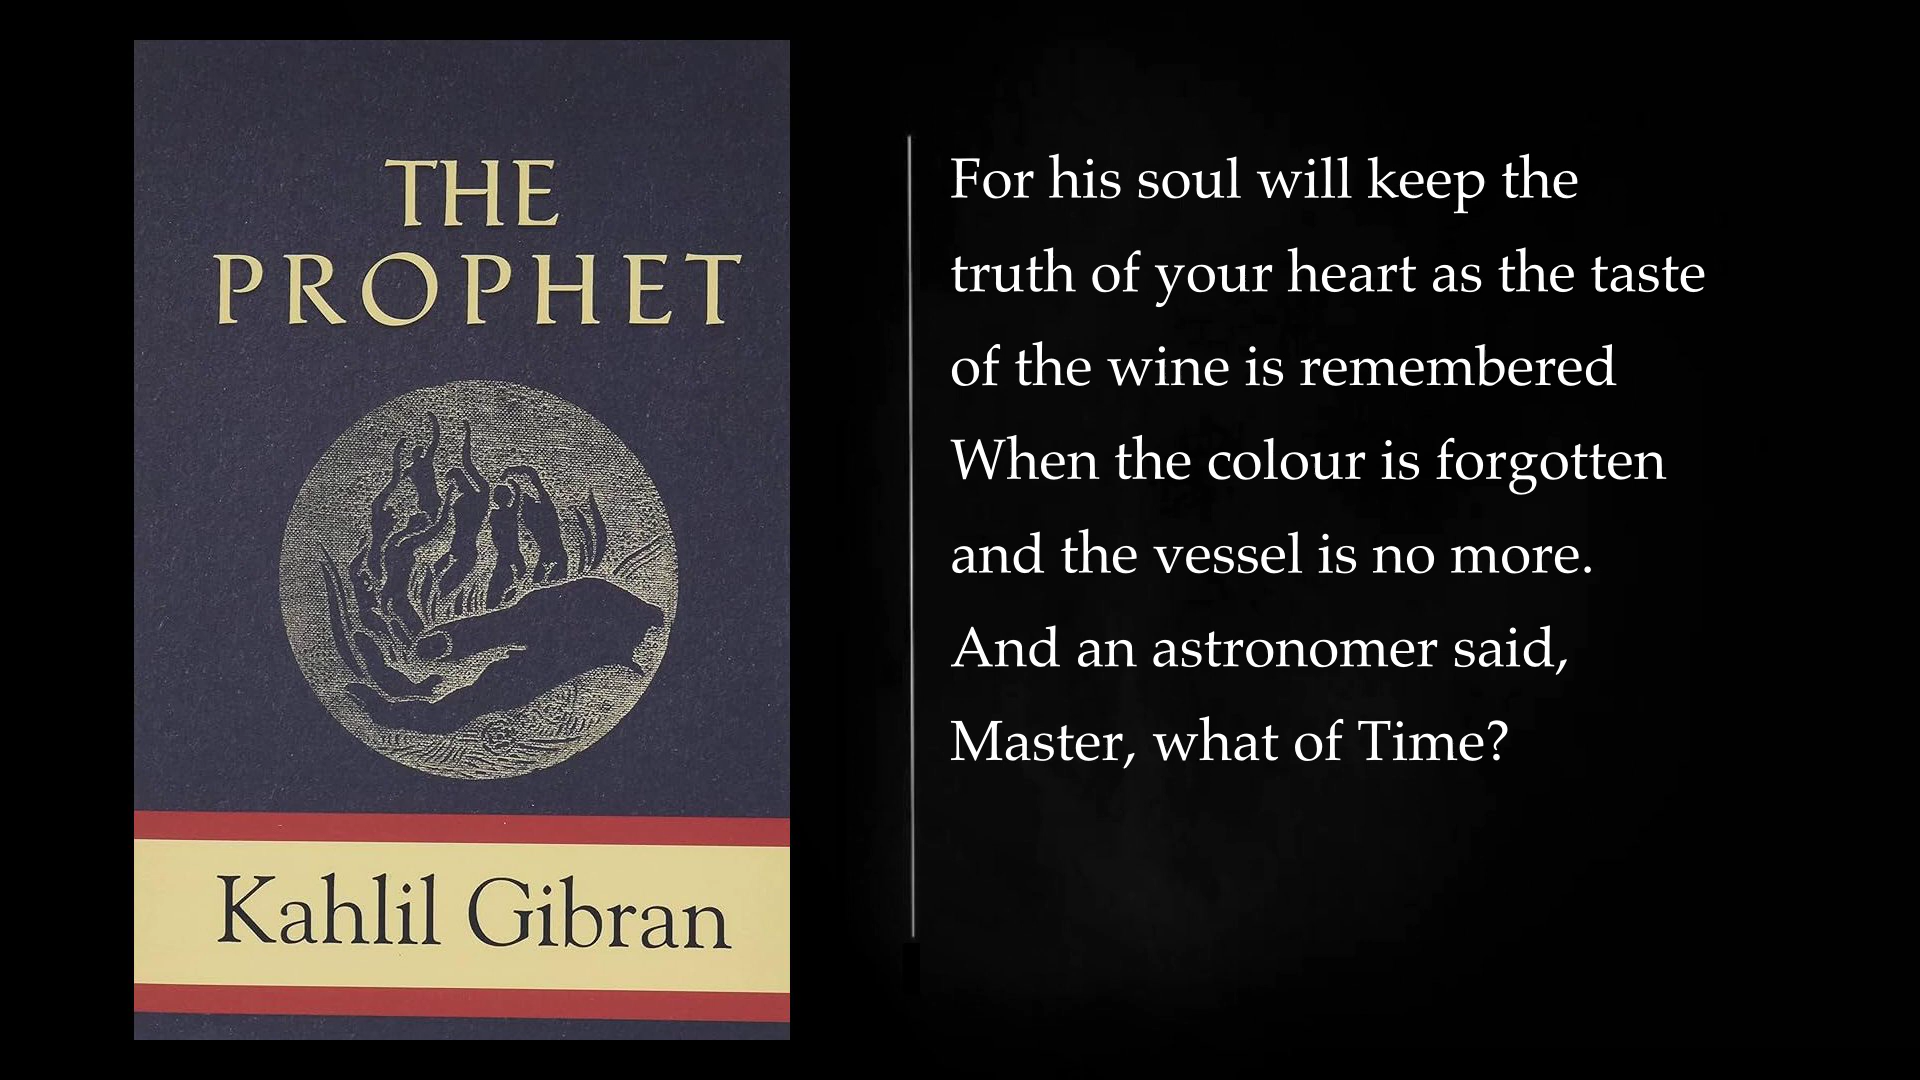 THE
PROPHET
Kahlil Gibran
For his soul will keep the
truth of your heart as the taste
of the wine is remembered
When the colour is forgotten
and the vessel is no more.
And an astronomer said,
Master, what of Time?